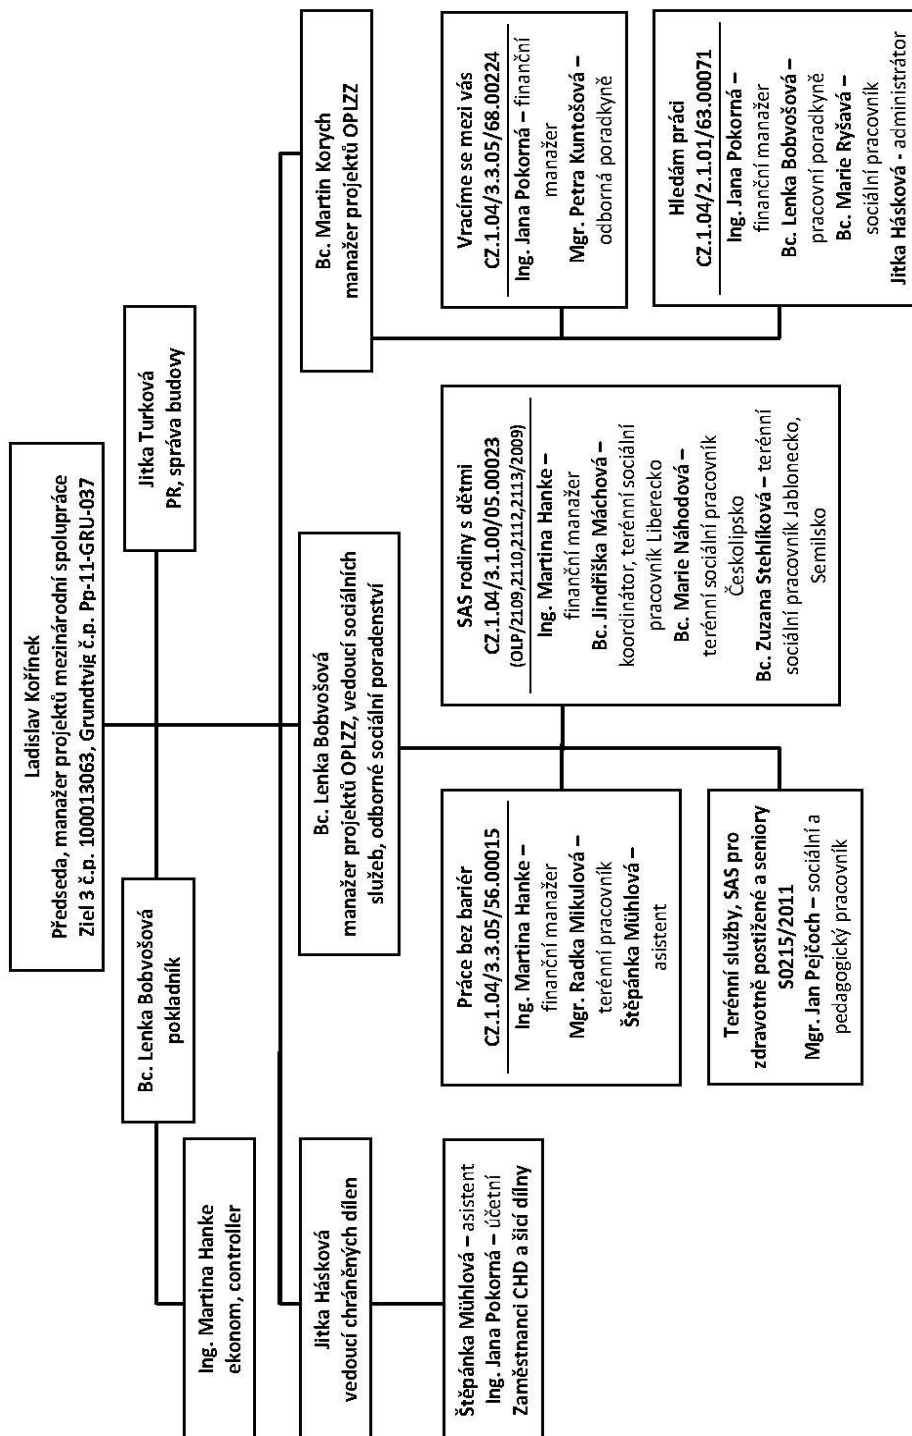 Ladislav Kořínek
Předseda, manažer projektů mezinárodní spolupráce
Ziel 3 č.p. 100013063, Grundtvig č.p. Pp-11-GRU-037
Bc. Lenka Bobvošová
pokladník
Jitka Turková
PR, správa budovy
Ing. Martina Hanke
ekonom, controller
Jitka Hásková
vedoucí chráněných dílen
Bc. Lenka Bobvošová
manažer projektů OPLZZ, vedoucí sociálních
služeb, odborné sociální poradenství
Bc. Martin Korych
manažer projektů OPLZZ
Štěpánka Mühlová – asistent
Ing. Jana Pokorná – účetní
Zaměstnanci CHD a šicí dílny
Práce bez bariér
CZ.1.04/3.3.05/56.00015
Ing. Martina Hanke –
finanční manažer
Mgr. Radka Mikulová –
terénní pracovník
Štěpánka Mühlová –
asistent
SAS rodiny s dětmi
CZ.1.04/3.1.00/05.00023
(OLP/2109,2110,2112,2113/2009)
Ing. Martina Hanke –
finanční manažer
Bc. Jindřiška Máchová –
koordinátor, terénní sociální
pracovník Liberecko
Bc. Marie Náhodová –
terénní sociální pracovník
Českolipsko
Bc. Zuzana Stehlíková – terénní
sociální pracovník Jablonecko,
Semilsko
Vracíme se mezi vás
CZ.1.04/3.3.05/68.00224
Ing. Jana Pokorná – finanční
manažer
Mgr. Petra Kuntošová –
odborná poradkyně
Terénní služby, SAS pro
zdravotně postižené a seniory
S0215/2011
Mgr. Jan Pejčoch – sociální a
pedagogický pracovník
Hledám práci
CZ.1.04/2.1.01/63.00071
Ing. Jana Pokorná –
finanční manažer
Bc. Lenka Bobvošová –
pracovní poradkyně
Bc. Marie Ryšavá –
sociální pracovník
Jitka Hásková - administrátor